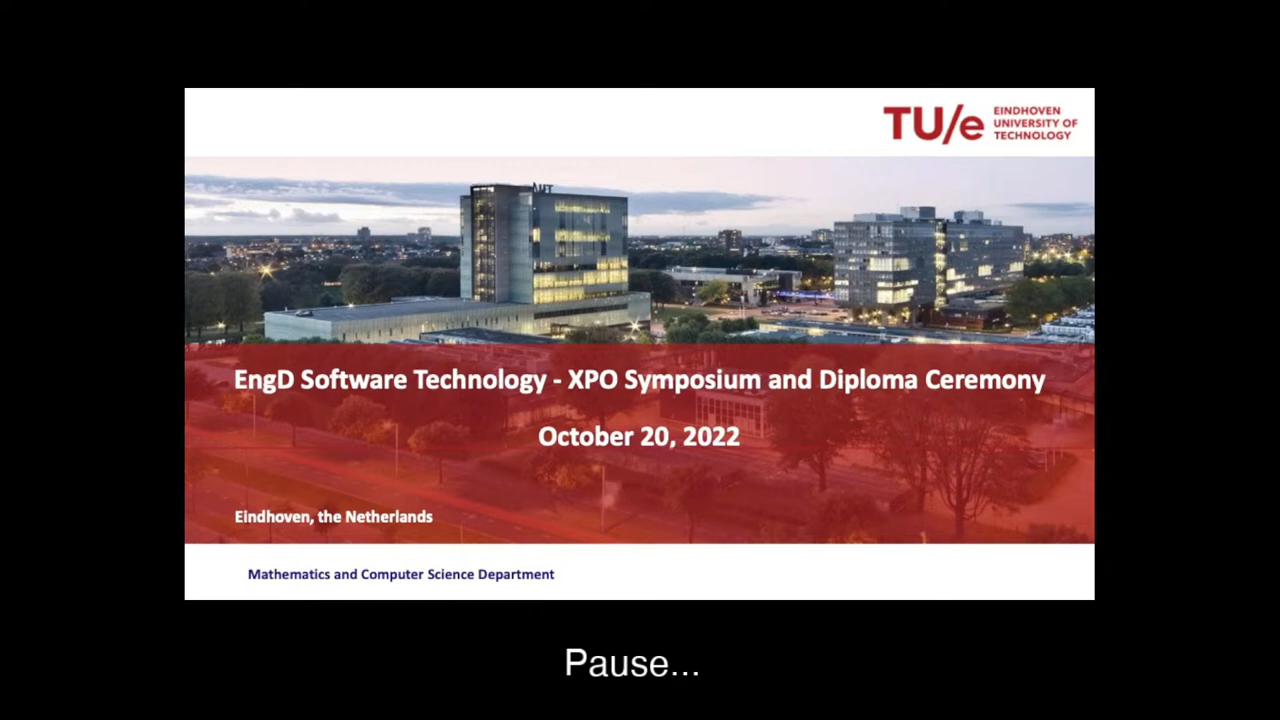 TU/e EINDHOVEN
UNIVERSITY OF
TECHNOLOGY
EngD Software Technology - XPO Symposium and Diploma Ceremony
October 20, 2022
Eindhoven, the Netherlands
Mathematics and Computer Science Department
Pause...